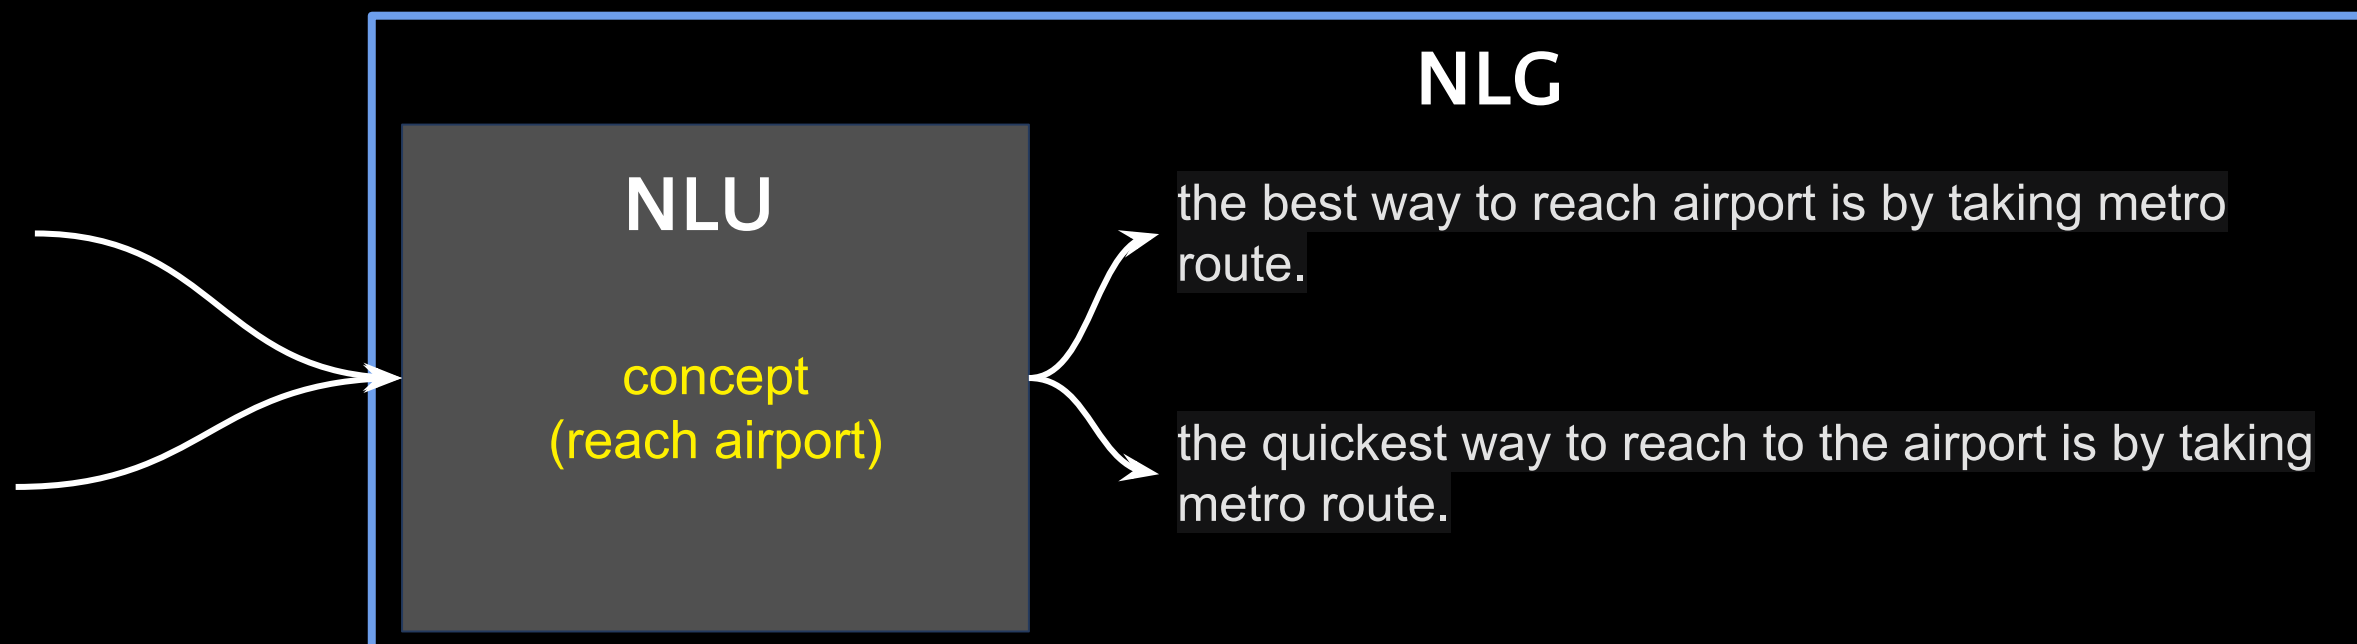 NLG
NLU
concept
(reach airport)
the best way to reach airport is by taking metro
route.
the quickest way to reach to the airport is by taking
metro route.